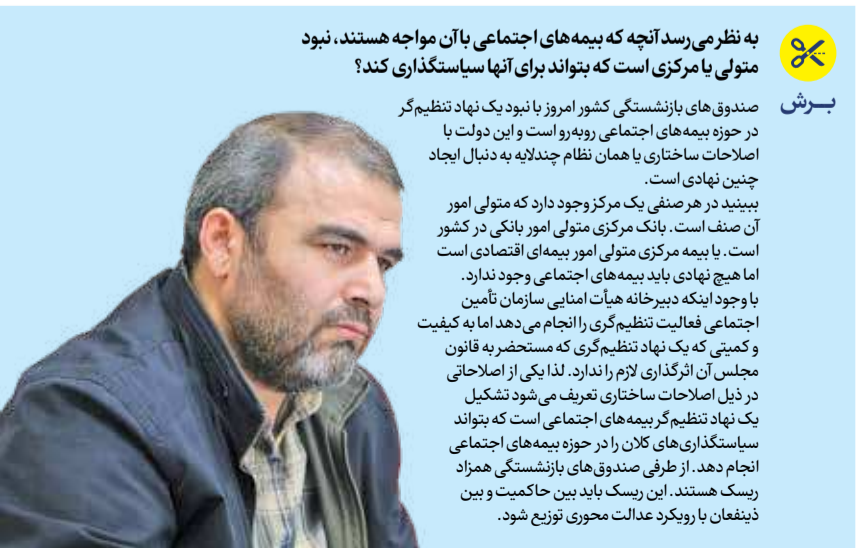 برش
به نظر می‌رسد آنچه که بیمه‌های اجتماعی با آن مواجه هستند، نبود
متولی یا مرکزی است که بتواند برای آنها سیاستگذاری کند؟
صندوق‌های بازنشستگی کشور امروز با نبود یک نهاد تنظیم‌گر
در حوزه بیمه‌های اجتماعی روبه‌رو است و این دولت با
اصلاحات ساختاری یا همان نظام چندلایه به دنبال ایجاد
چنین نهادی است.
ببینید در هر صنفی یک مرکز وجود دارد که متولی امور
آن صنف است. بانک مرکزی متولی امور بانکی در کشور
است. یا بیمه مرکزی متولی امور بیمه‌ای اقتصادی است
اما هیچ نهادی باید بیمه‌های اجتماعی وجود ندارد.
با وجود اینکه دبیرخانه هیأت امنایی سازمان تأمین
اجتماعی فعالیت تنظیم‌گری را انجام می‌دهد اما به کیفیت
و کمیتی که یک نهاد تنظیم‌گری که مستحضر به قانون
مجلس آن اثرگذاری لازم را ندارد. لذا یکی از اصلاحاتی
در ذیل اصلاحات ساختاری تعریف می‌شود تشکیل
یک نهاد تنظیم‌گر بیمه‌های اجتماعی است که بتواند
سیاستگذاری‌های کلان را در حوزه بیمه‌های اجتماعی
انجام دهد. از طرفی صندوق‌های بازنشستگی همزاد
ریسک هستند. این ریسک باید بین حاکمیت و بین
ذینفعان با رویکرد عدالت محوری توزیع شود.